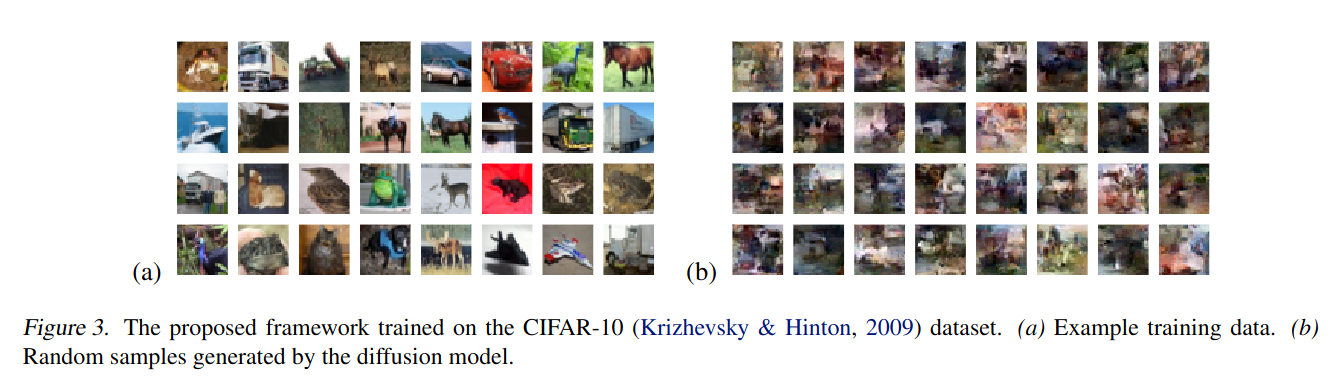 (a)
(b)
Figure 3. The proposed framework trained on the CIFAR-10 (Krizhevsky & Hinton, 2009) dataset. (a) Example training data. (b)
Random samples generated by the diffusion model.